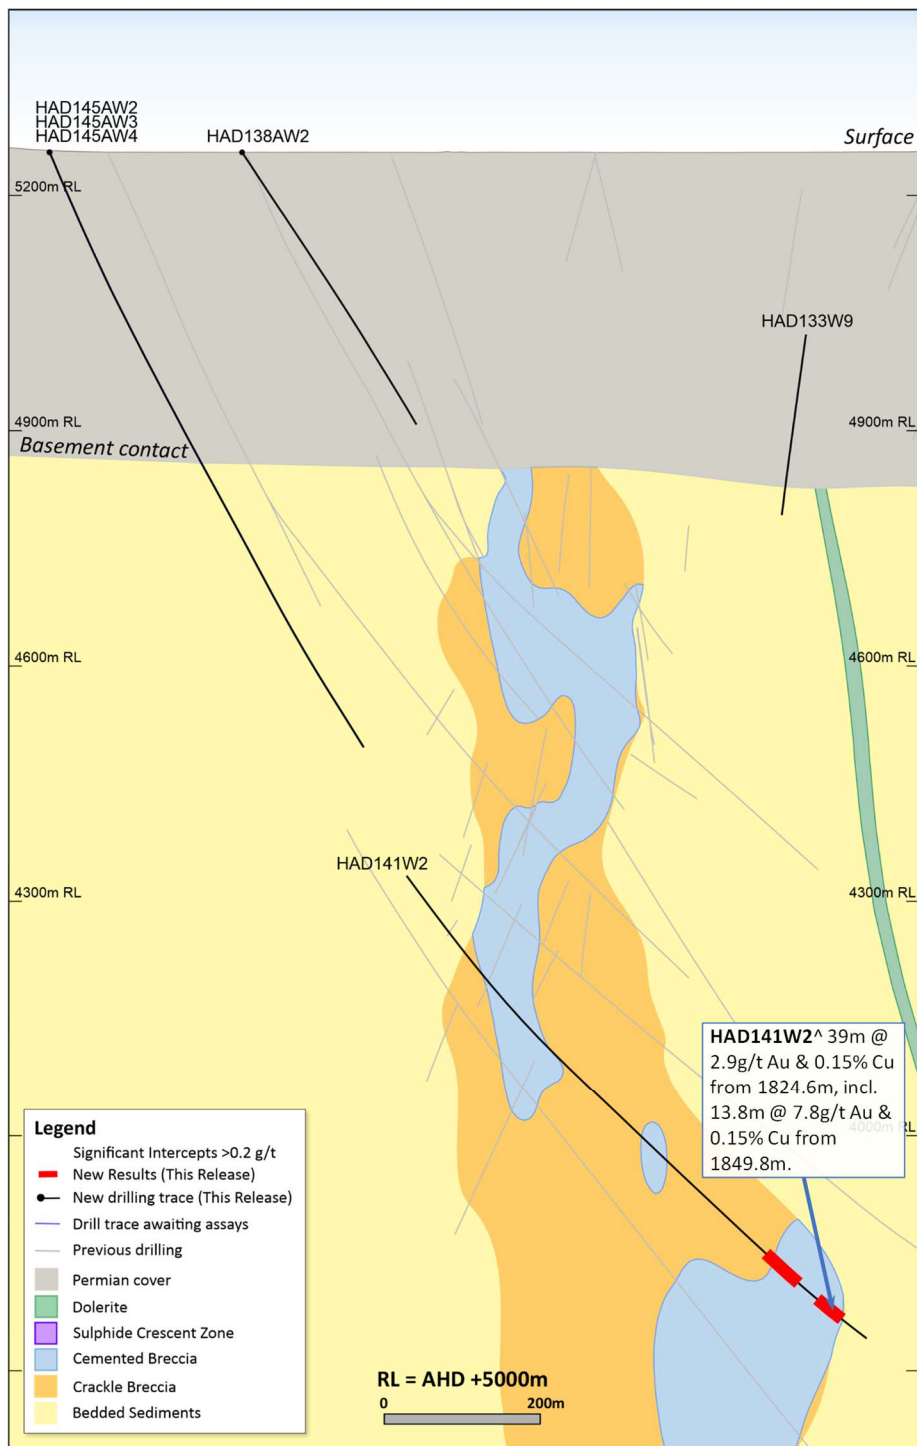 HAD145AW2
HAD145AW3
HAD145AW4
HAD138AW2
Surface
5200m RL
HAD133W9
4900m RL
4900m RL
Basement contact
4600m RL
4600m RL
HAD141W2
4300m RL
4300m RL
HAD141W2^ 39m @
2.9g/t Au & 0.15% Cu
from 1824.6m, incl.
13.8m @ 7.8g/t Au &
0.15% Cu from
1849.8m.
4000m RL
Legend
Significant Intercepts >0.2 g/t
New Results (This Release)
New drilling trace (This Release)
Drill trace awaiting assays
Previous drilling
Permian cover
Dolerite
Sulphide Crescent Zone
Cemented Breccia
Crackle Breccia
Bedded Sediments
RL = AHD +5000m
0 200m